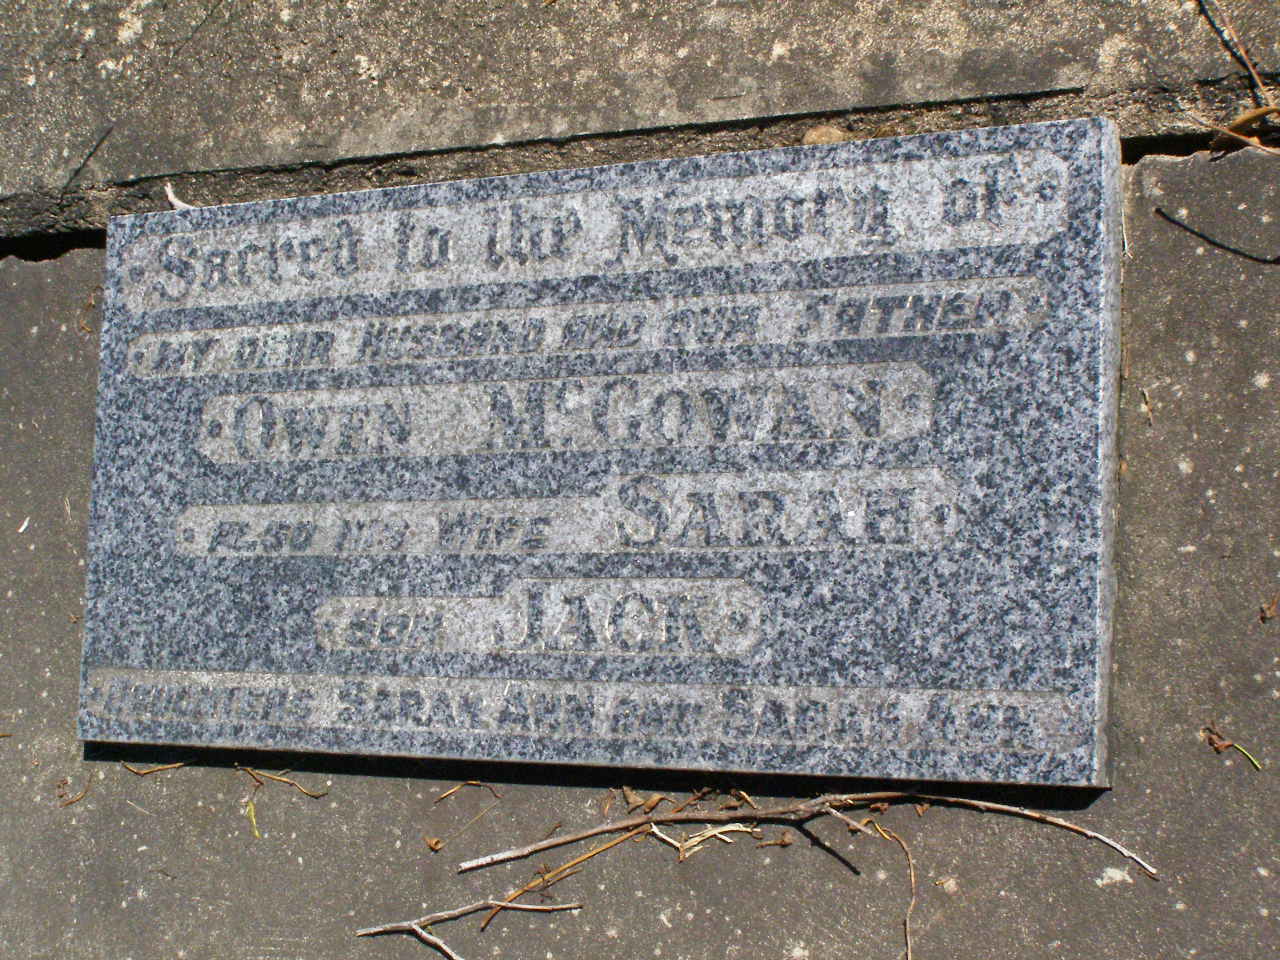 Sacred to the Memory of
MY DEAR HUSBAND AND OUR FATHER
OWEN McGOWAN
ALSO HIS WIFE SARAH
SON JACK
DAUGHTERS SARAH ANN AND